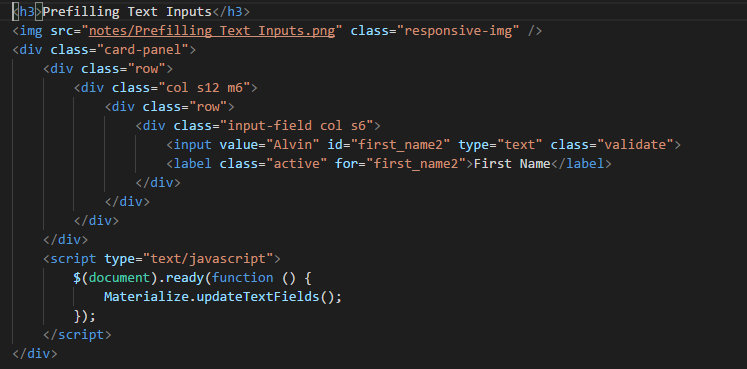 <h3>Prefilling Text Inputs</h3>
<img src="notes/Prefilling Text Inputs.png" class="responsive-img" />
<div class="card-panel">
    <div class="row">
        <div class="col s12 m6">
            <div class="row">
                <div class="input-field col s6">
                    <input value="Alvin" id="first_name2" type="text" class="validate">
                    <label class="active" for="first_name2">First Name</label>
                </div>
            </div>
        </div>
    </div>
    <script type="text/javascript">
        $(document).ready(function () {
            Materialize.updateTextFields();
        });
    </script>
</div>